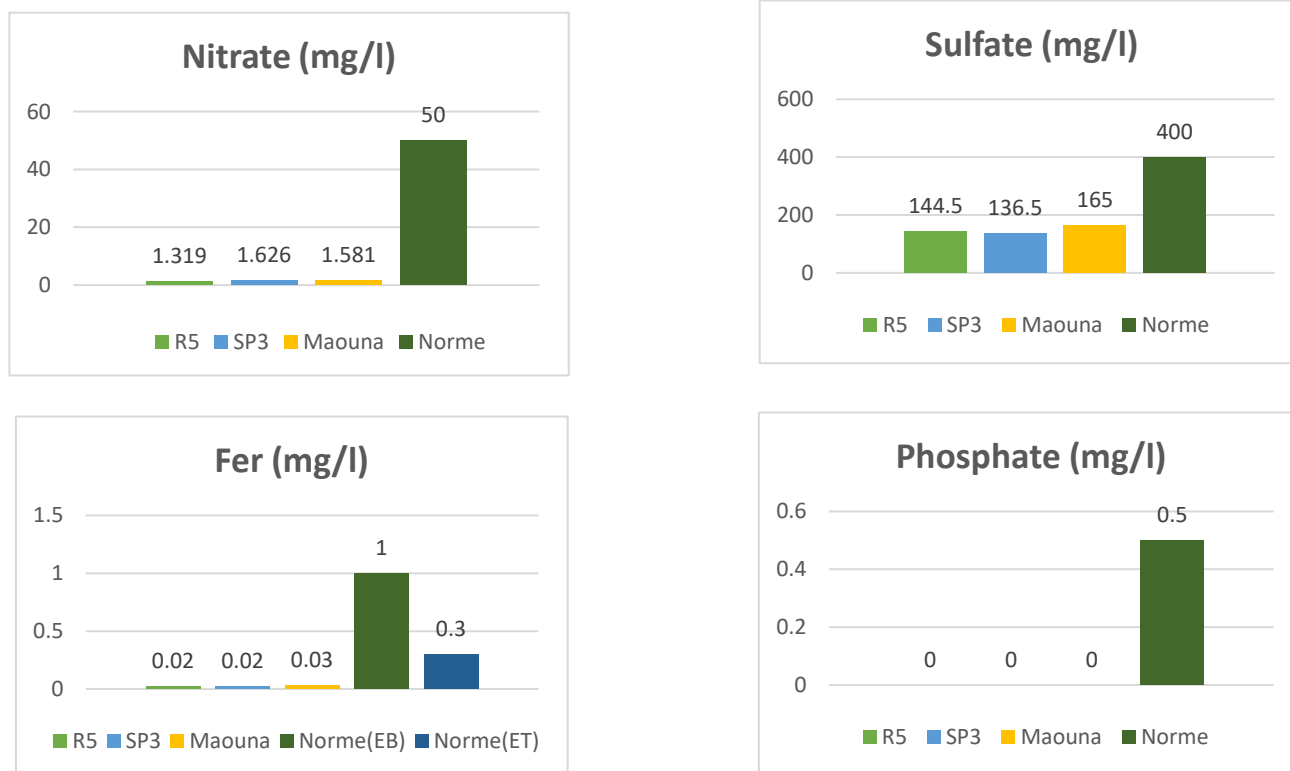 Nitrate (mg/l)
60
50
40
20
1.319 1.626 1.581
0
R5 SP3 Maouna Norme
Sulfate (mg/l)
600
400
400
144.5 136.5 165
200
0
R5 SP3 Maouna Norme
Fer (mg/l)
1.5
1
1
0.5
0.3
0.02 0.02 0.03
0
R5 SP3 Maouna Norme(EB) Norme(ET)
Phosphate (mg/l)
0.6
0.5
0.4
0.2
0 0 0
0
R5 SP3 Maouna Norme